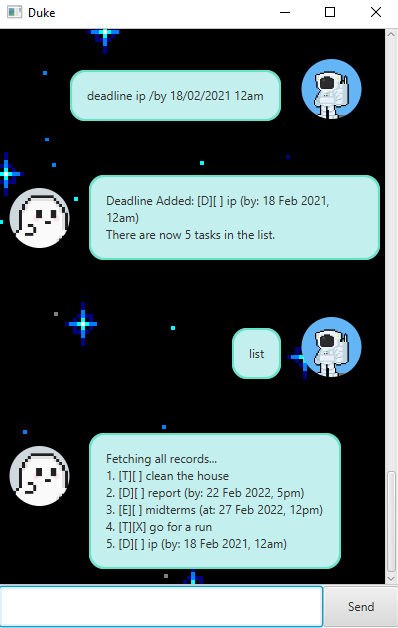 Duke
deadline ip /by 18/02/2021 12am
Deadline Added: [D][ ] ip (by: 18 Feb 2021,
12am)
There are now 5 tasks in the list.
list
Fetching all records...
1. [T][ ] clean the house
2. [D][ ] report (by: 22 Feb 2022, 5pm)
3. [E][ ] midterms (at: 27 Feb 2022, 12pm)
4. [T][X] go for a run
5. [D][ ] ip (by: 18 Feb 2021, 12am)
Send